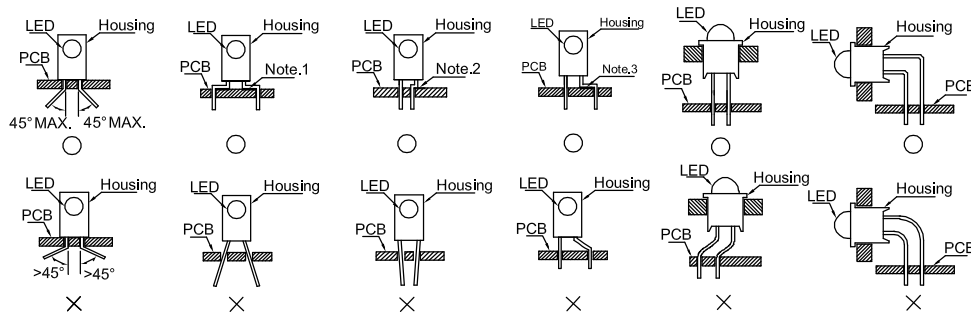 LED Housing
PCB
45° MAX. 45° MAX.
LED Housing
PCB Note.1
LED Housing
PCB Note.2
LED Housing
PCB Note.3
LED Housing
PCB
LED Housing
PCB
LED Housing
PCB
>45° >45°
LED Housing
PCB
LED Housing
PCB
LED Housing
PCB
LED Housing
PCB
LED Housing
PCB